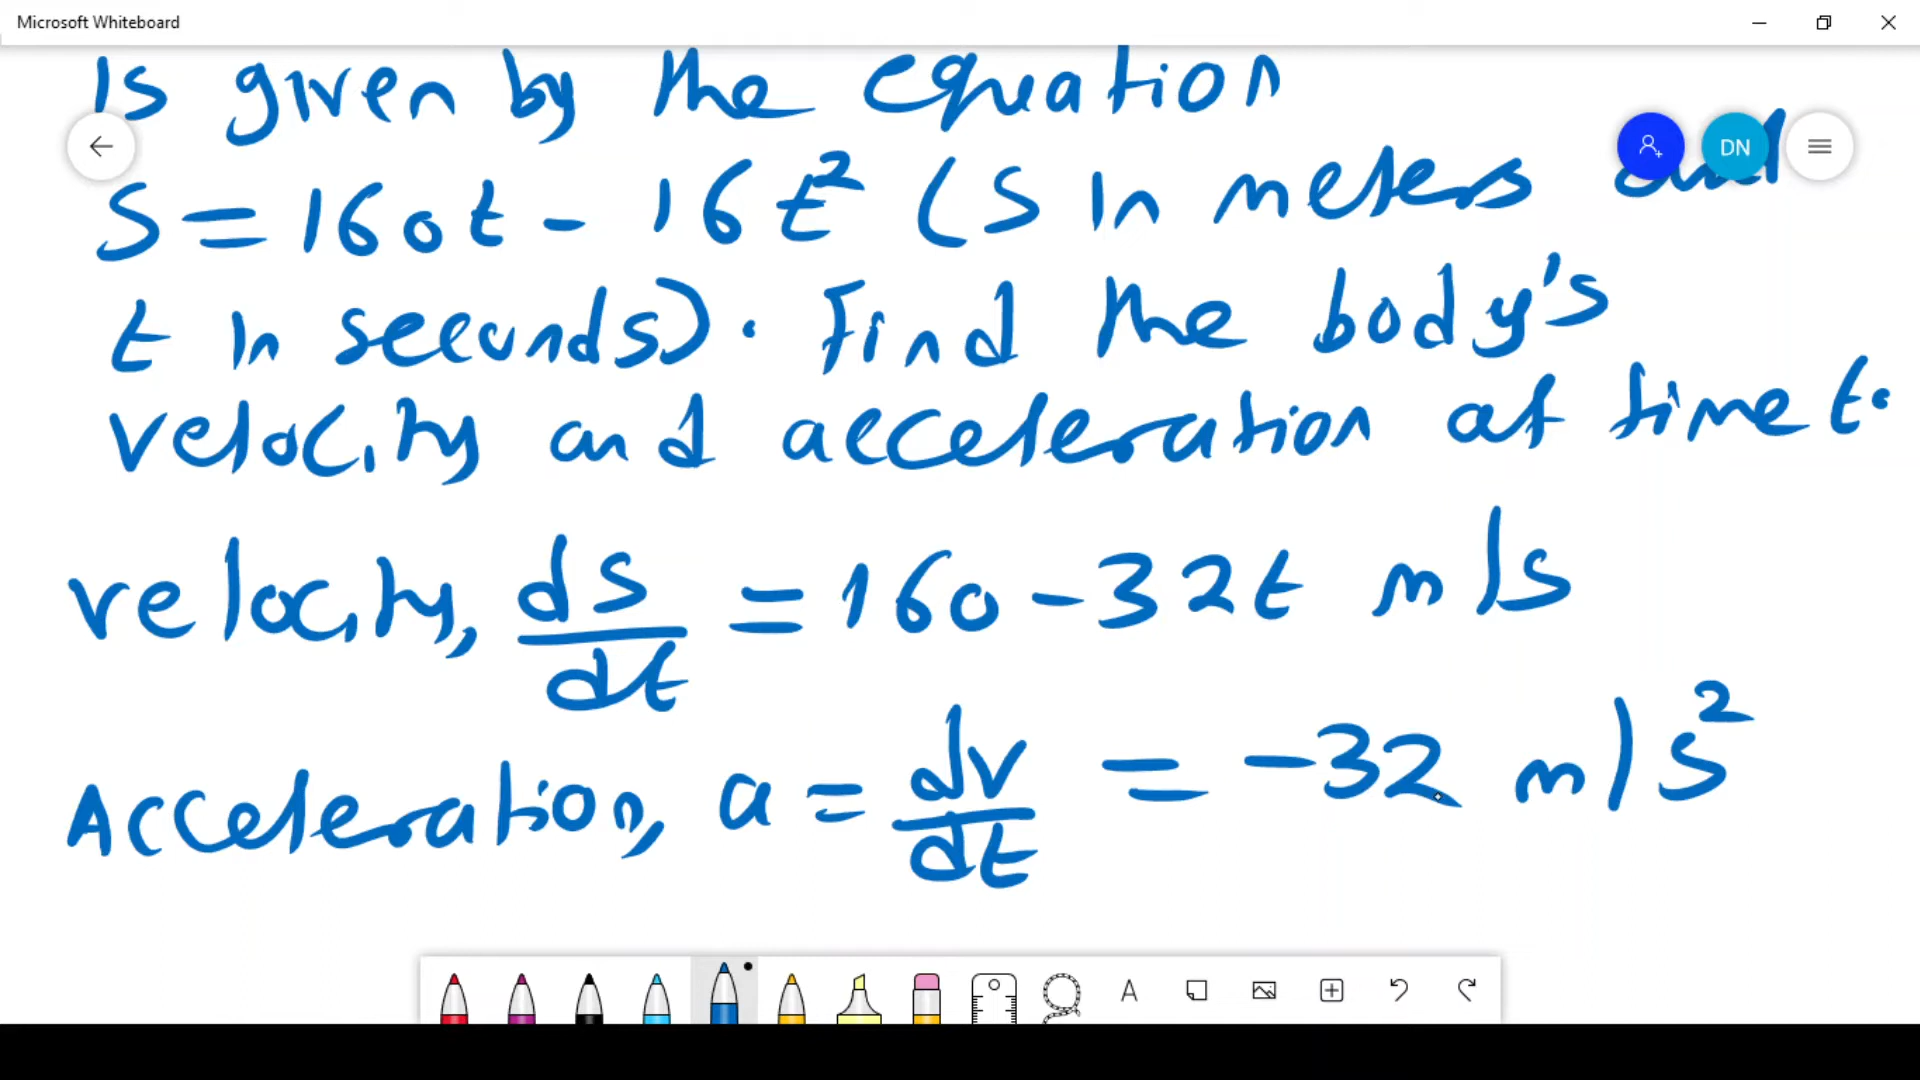 Microsoft Whiteboard
is given by the equation
S = 160t - 16t² (S in meters and
t in seconds). Find the body's
velocity and acceleration at time t.
DN
velocity, ds/dt = 160 - 32t m/s
Acceleration, a = dv/dt = -32 m/s²
A